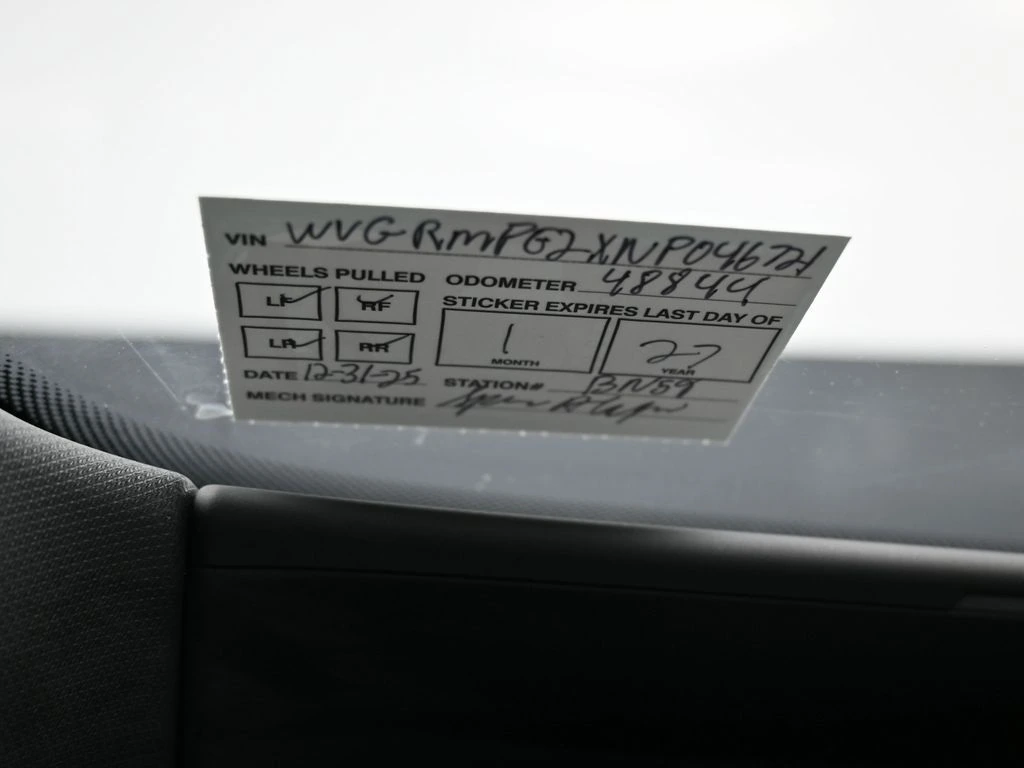 VIN WVGRMPG2XNP046721
WHEELS PULLED ODOMETER 48844
LF RF STICKER EXPIRES LAST DAY OF
LR RR 1 MONTH 27 YEAR
DATE 12-31-25 STATION# BN59
MECH SIGNATURE